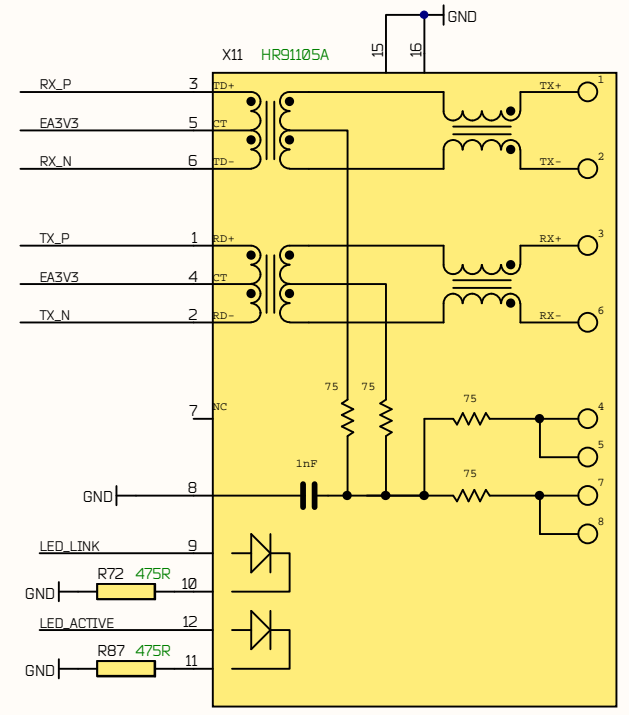 GND
15 16
X11 HR91105A
RX_P 3 TD+ TX+ 1
EA3V3 5 CT
RX_N 6 TD- TX- 2
TX_P 1 RD+ RX+ 3
EA3V3 4 CT
TX_N 2 RD- RX- 6
75 75 75
7 NC 4
5
1nF 75
GND 8 7
8
LED_LINK 9
R72 475R 10
GND
LED_ACTIVE 12
R87 475R 11
GND